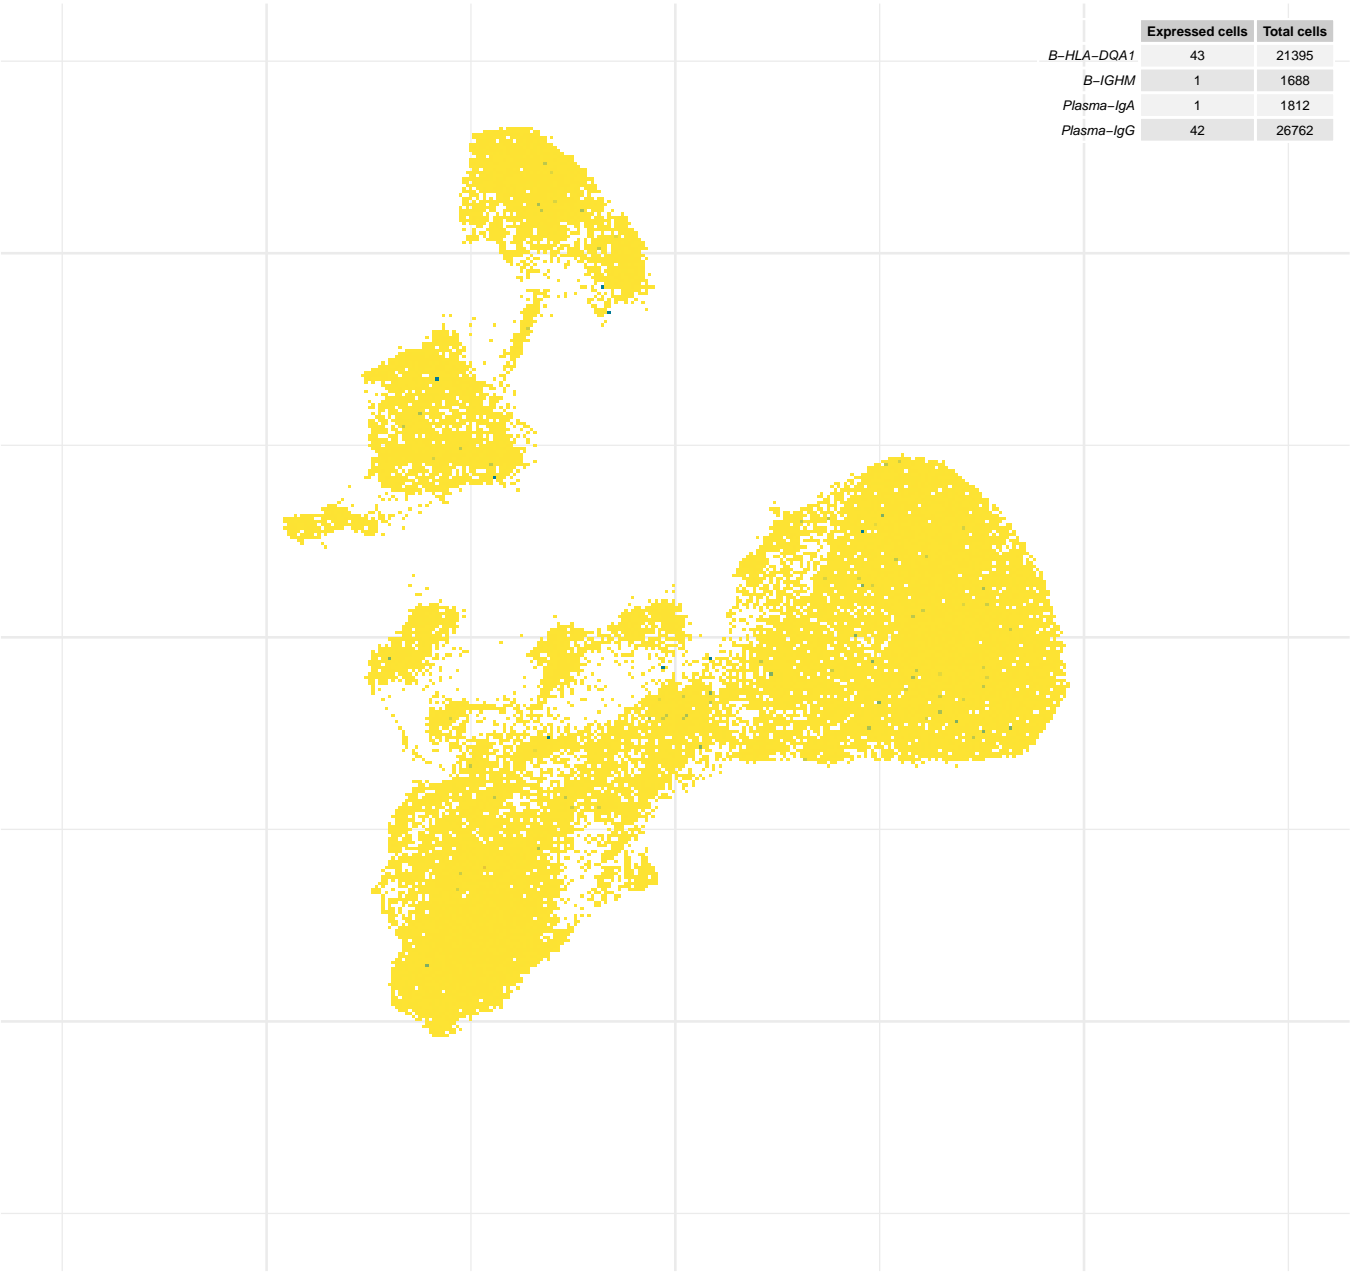 Expressed cells Total cells
B−HLA−DQA1 43 21395
B−IGHM 1 1688
Plasma−IgA 1 1812
Plasma−IgG 42 26762